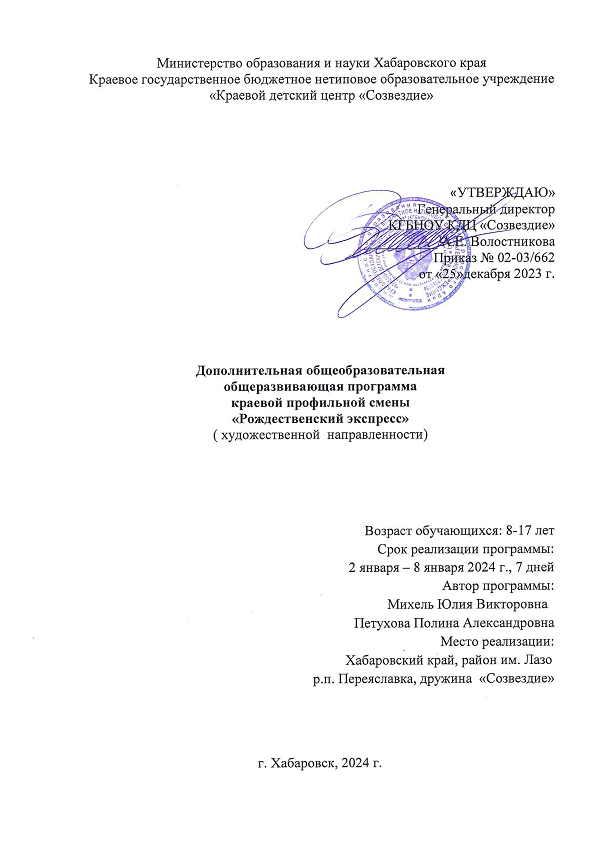 Министерство образования и науки Хабаровского края
Краевое государственное бюджетное нетиповое образовательное учреждение
«Краевой детский центр «Созвездие»
«УТВЕРЖДАЮ»
Генеральный директор
КГБНОУ КДЦ «Созвездие»
А.Е. Волостникова
Приказ № 02-03/662
от «25»декабря 2023 г.
Дополнительная общеобразовательная
общеразвивающая программа
краевой профильной смены
«Рождественский экспресс»
( художественной направленности)
Возраст обучающихся: 8-17 лет
Срок реализации программы:
2 января – 8 января 2024 г., 7 дней
Автор программы:
Михель Юлия Викторовна
Петухова Полина Александровна
Место реализации:
Хабаровский край, район им. Лазо
р.п. Переяславка, дружина «Созвездие»
г. Хабаровск, 2024 г.